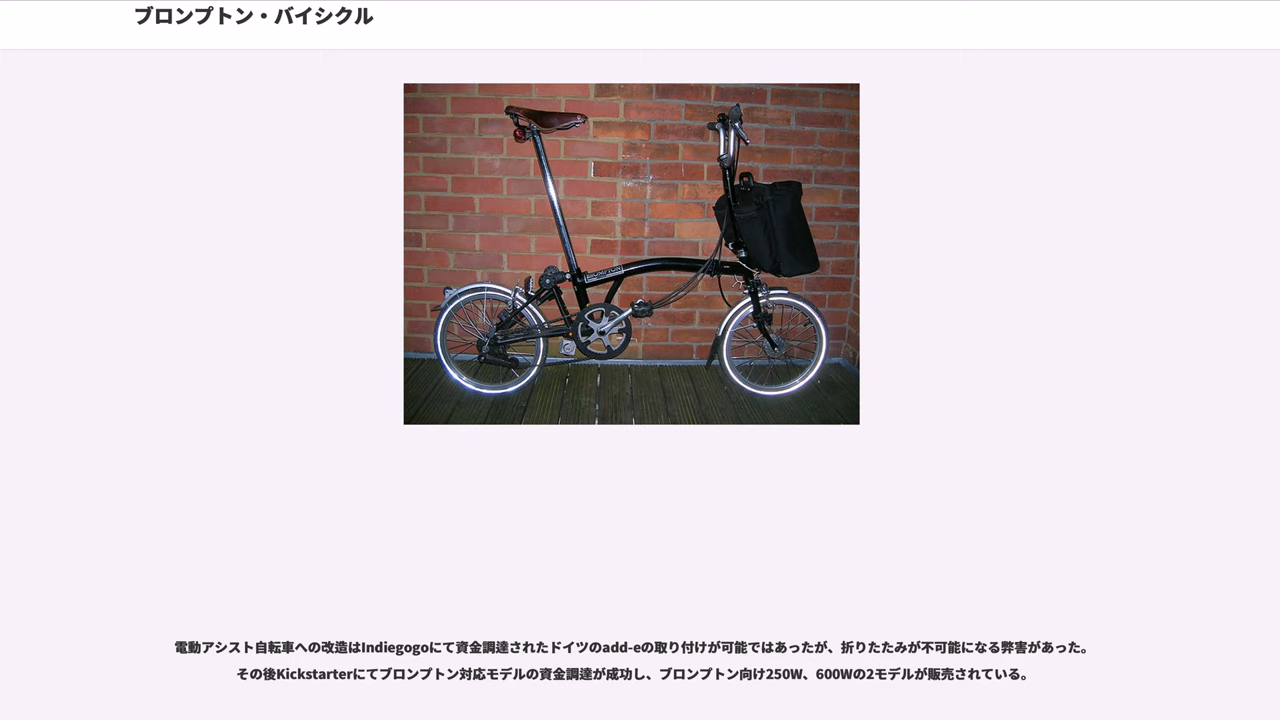 ブロンプトン・バイシクル
BROMPTON
電動アシスト自転車への改造はIndiegogoにて資金調達されたドイツのadd-eの取り付けが可能ではあったが、折りたたみが不可能になる弊害があった。
その後Kickstarterにてブロンプトン対応モデルの資金調達が成功し、ブロンプトン向け250W、600Wの2モデルが販売されている。